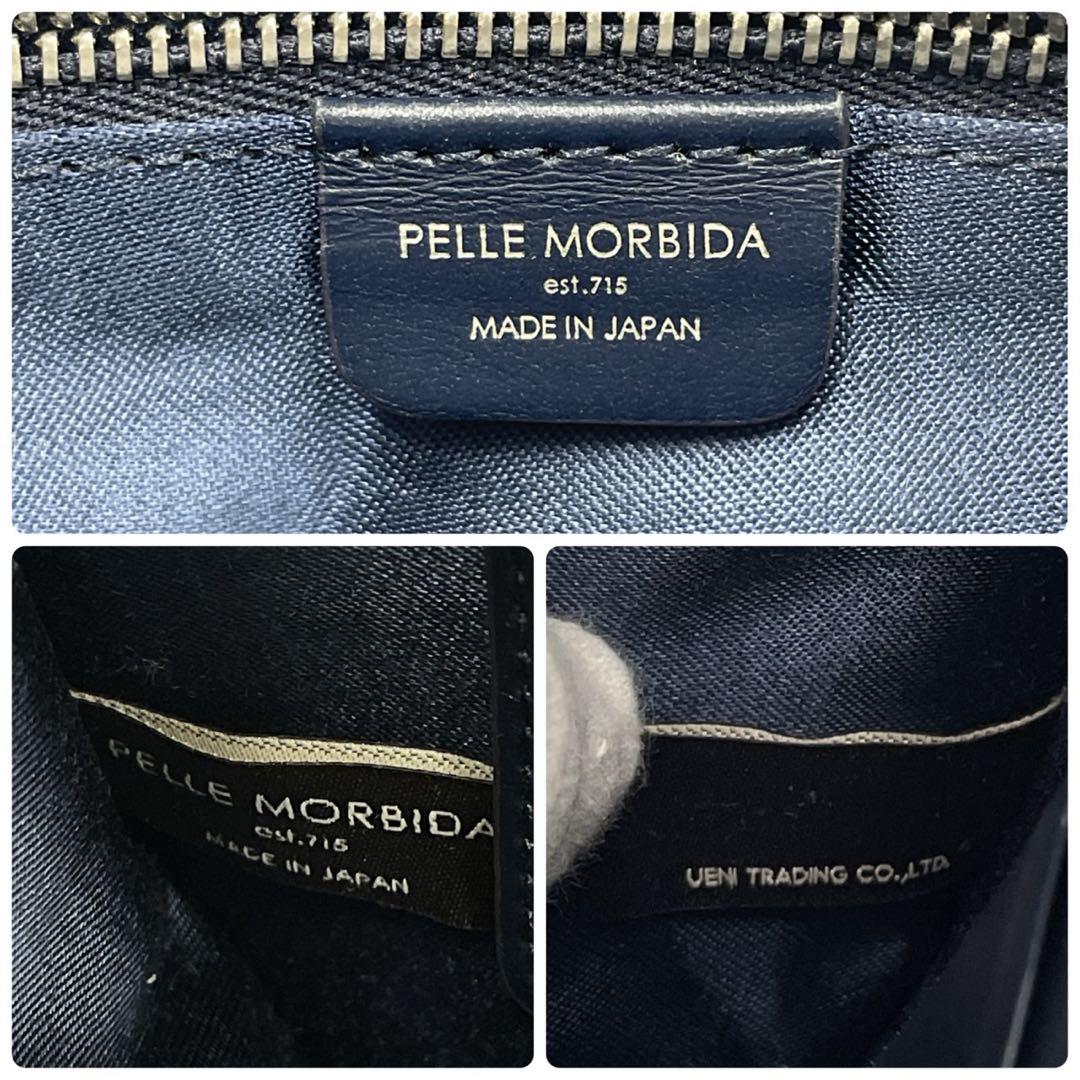 PELLE MORBIDA
est.715
MADE IN JAPAN
PELLE MORBIDA
est.715
MADE IN JAPAN
UENI TRADING CO.,LTD